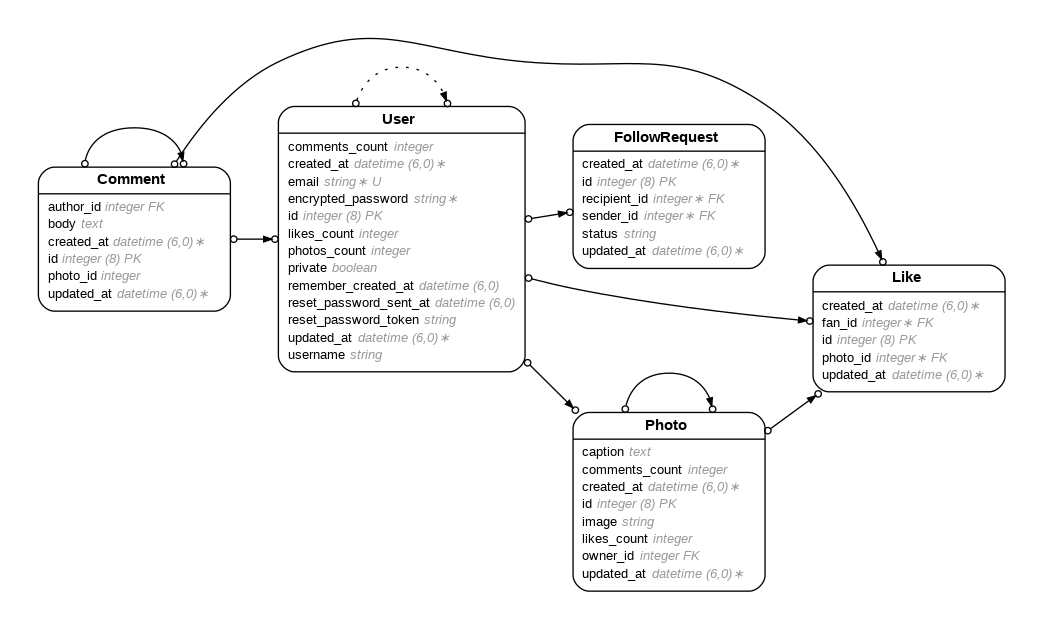 Comment
author_id integer FK
body text
created_at datetime (6,0)∗
id integer (8) PK
photo_id integer
updated_at datetime (6,0)∗
User
comments_count integer
created_at datetime (6,0)∗
email string∗ U
encrypted_password string∗
id integer (8) PK
likes_count integer
photos_count integer
private boolean
remember_created_at datetime (6,0)
reset_password_sent_at datetime (6,0)
reset_password_token string
updated_at datetime (6,0)∗
username string
FollowRequest
created_at datetime (6,0)∗
id integer (8) PK
recipient_id integer∗ FK
sender_id integer∗ FK
status string
updated_at datetime (6,0)∗
Like
created_at datetime (6,0)∗
fan_id integer∗ FK
id integer (8) PK
photo_id integer∗ FK
updated_at datetime (6,0)∗
Photo
caption text
comments_count integer
created_at datetime (6,0)∗
id integer (8) PK
image string
likes_count integer
owner_id integer FK
updated_at datetime (6,0)∗